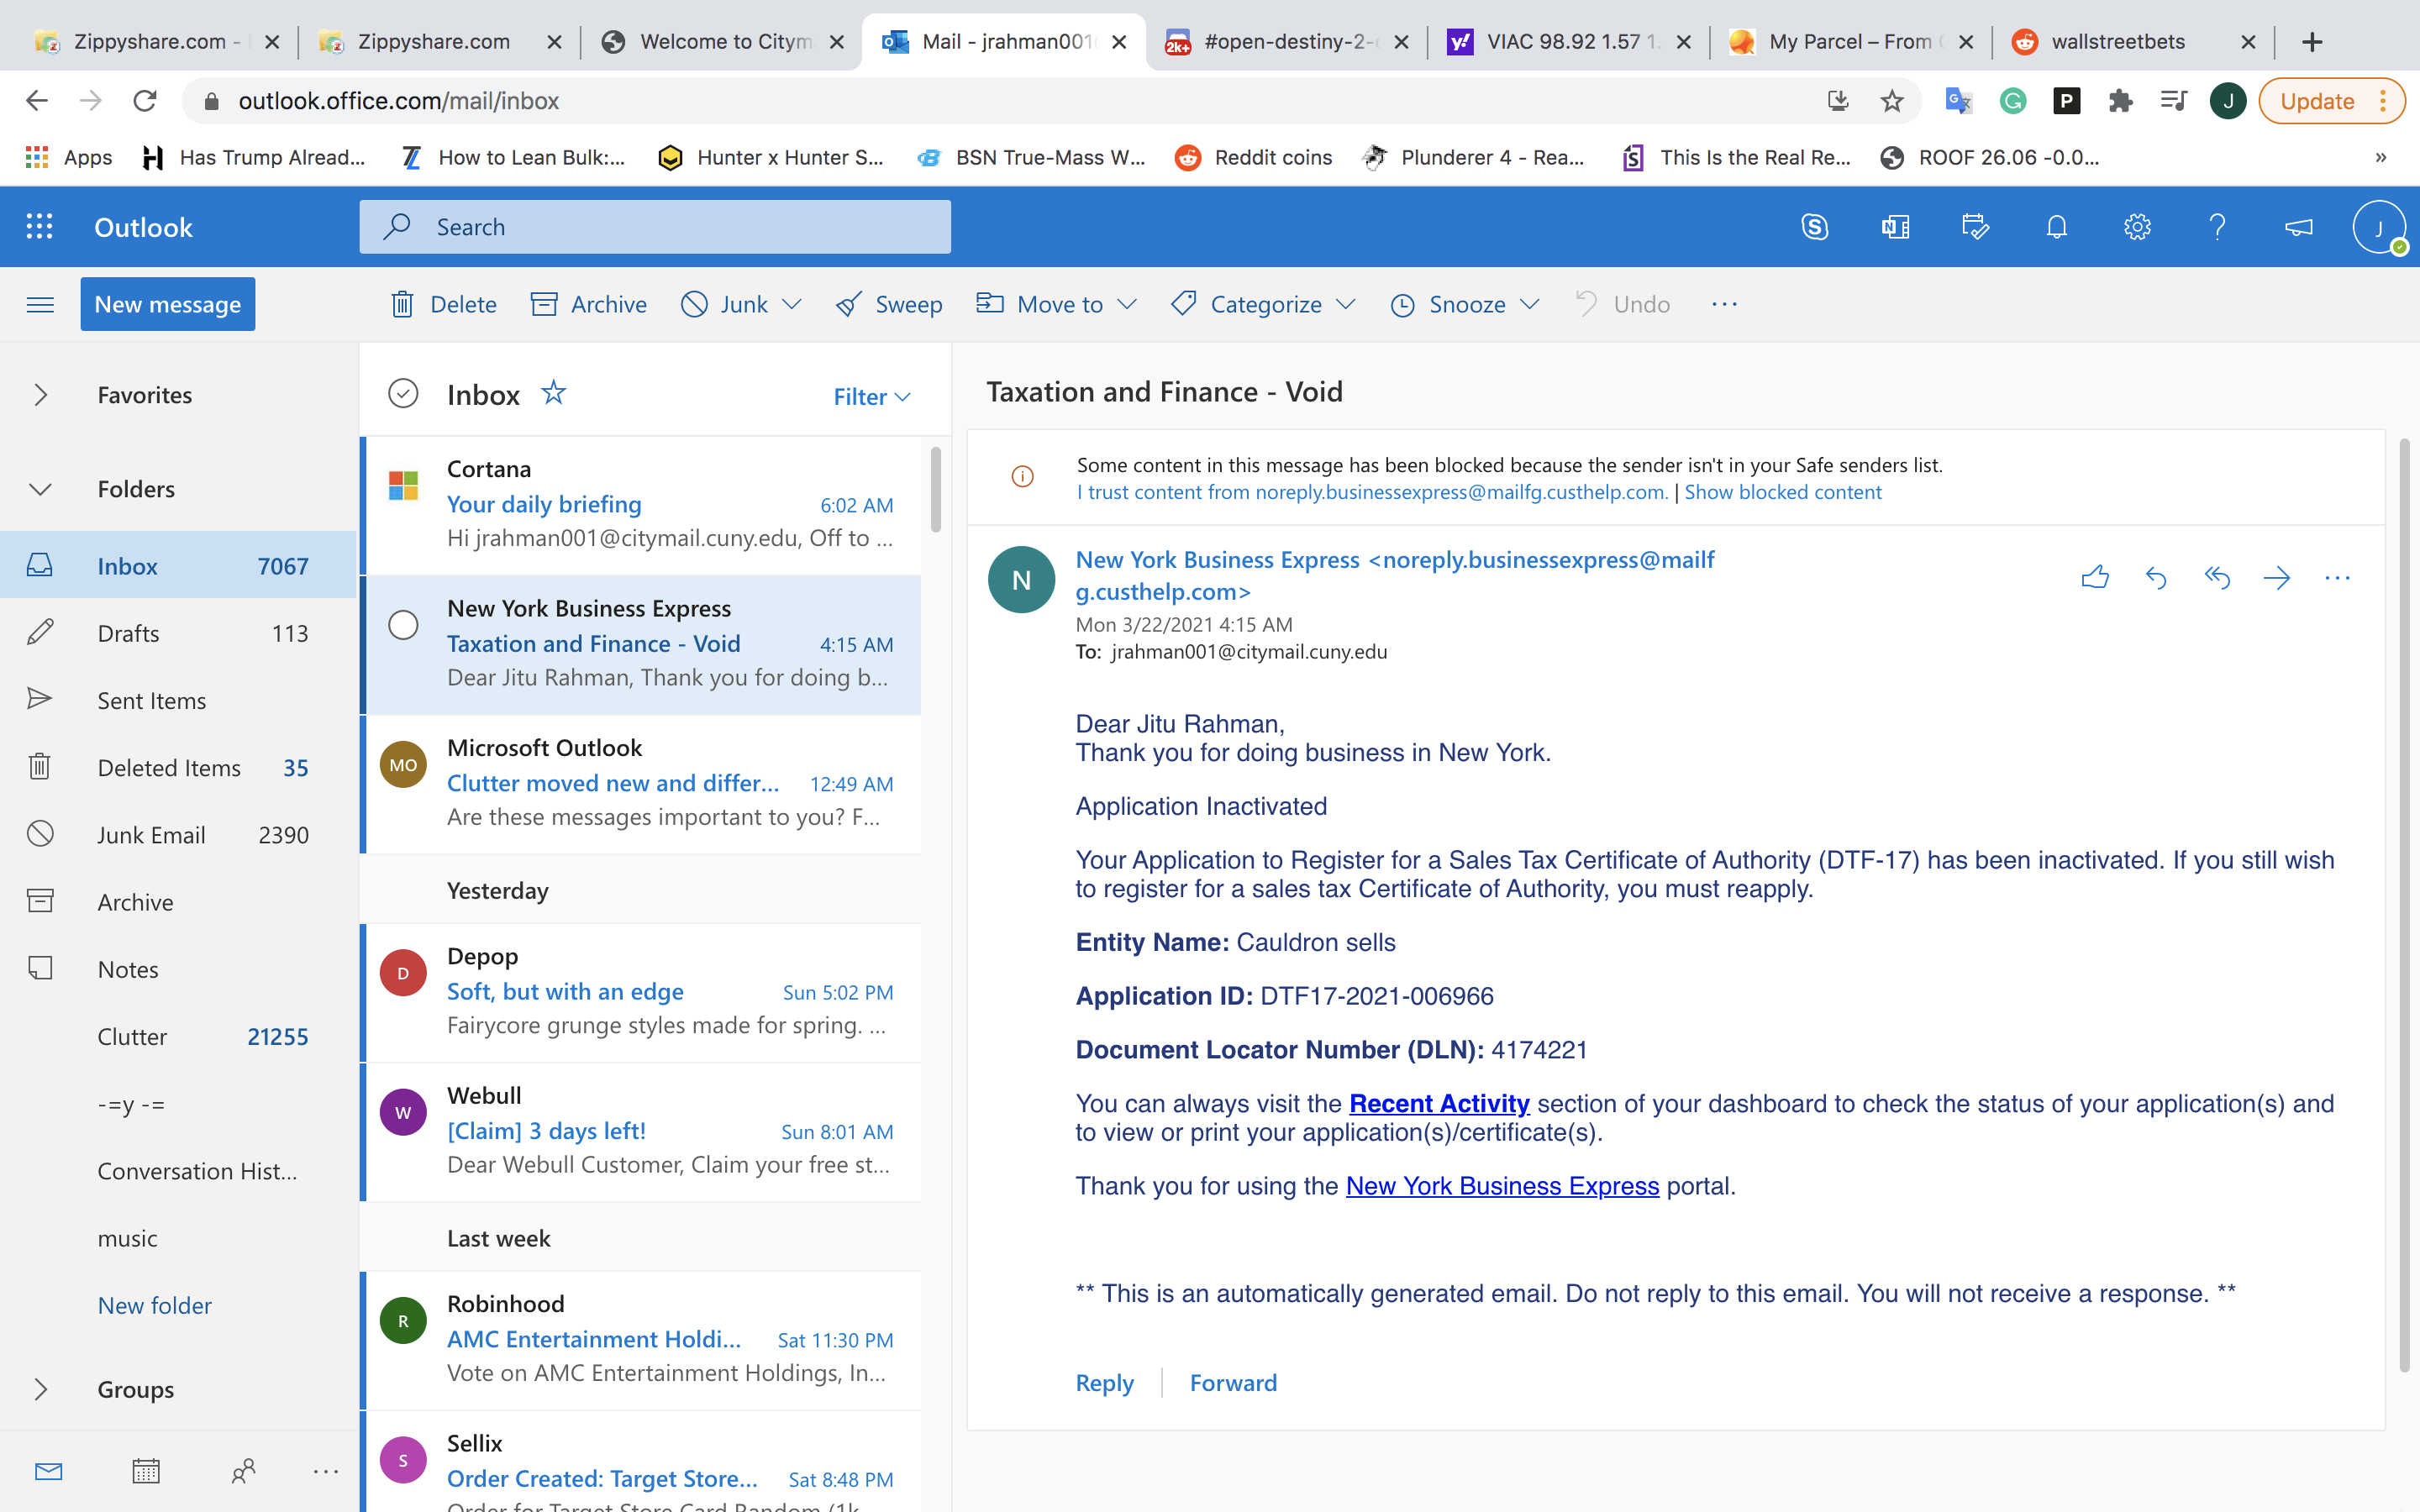 Zippyshare.com -
Zippyshare.com
Welcome to Citym
Mail - jrahman001
2k+
#open-destiny-2-
y!
VIAC 98.92 1.57 1.
My Parcel – From
wallstreetbets
outlook.office.com/mail/inbox
G
P
J
Update
Apps
Has Trump Alread...
How to Lean Bulk:...
Hunter x Hunter S...
BSN True-Mass W...
Reddit coins
Plunderer 4 - Rea...
This Is the Real Re...
ROOF 26.06 -0.0...
»
Outlook
Search
J
New message
Delete
Archive
Junk
Sweep
Move to
Categorize
Snooze
Undo
Favorites
Folders
Inbox 7067
Drafts 113
Sent Items
Deleted Items 35
Junk Email 2390
Archive
Notes
Clutter 21255
-=y -=
Conversation Hist...
music
New folder
Groups
Inbox
Filter
Cortana
Your daily briefing 6:02 AM
Hi jrahman001@citymail.cuny.edu, Off to ...
New York Business Express
Taxation and Finance - Void 4:15 AM
Dear Jitu Rahman, Thank you for doing b...
MO
Microsoft Outlook
Clutter moved new and differ... 12:49 AM
Are these messages important to you? F...
Yesterday
D
Depop
Soft, but with an edge Sun 5:02 PM
Fairycore grunge styles made for spring. ...
W
Webull
[Claim] 3 days left! Sun 8:01 AM
Dear Webull Customer, Claim your free st...
Last week
R
Robinhood
AMC Entertainment Holdi... Sat 11:30 PM
Vote on AMC Entertainment Holdings, In...
S
Sellix
Order Created: Target Store... Sat 8:48 PM
Order for Target Store Card Random (1k
Taxation and Finance - Void
Some content in this message has been blocked because the sender isn't in your Safe senders list.
I trust content from noreply.businessexpress@mailfg.custhelp.com. | Show blocked content
N
New York Business Express <noreply.businessexpress@mailf
g.custhelp.com>
Mon 3/22/2021 4:15 AM
To: jrahman001@citymail.cuny.edu
Dear Jitu Rahman,
Thank you for doing business in New York.
Application Inactivated
Your Application to Register for a Sales Tax Certificate of Authority (DTF-17) has been inactivated. If you still wish
to register for a sales tax Certificate of Authority, you must reapply.
Entity Name: Cauldron sells
Application ID: DTF17-2021-006966
Document Locator Number (DLN): 4174221
You can always visit the Recent Activity section of your dashboard to check the status of your application(s) and
to view or print your application(s)/certificate(s).
Thank you for using the New York Business Express portal.
** This is an automatically generated email. Do not reply to this email. You will not receive a response. **
Reply
Forward